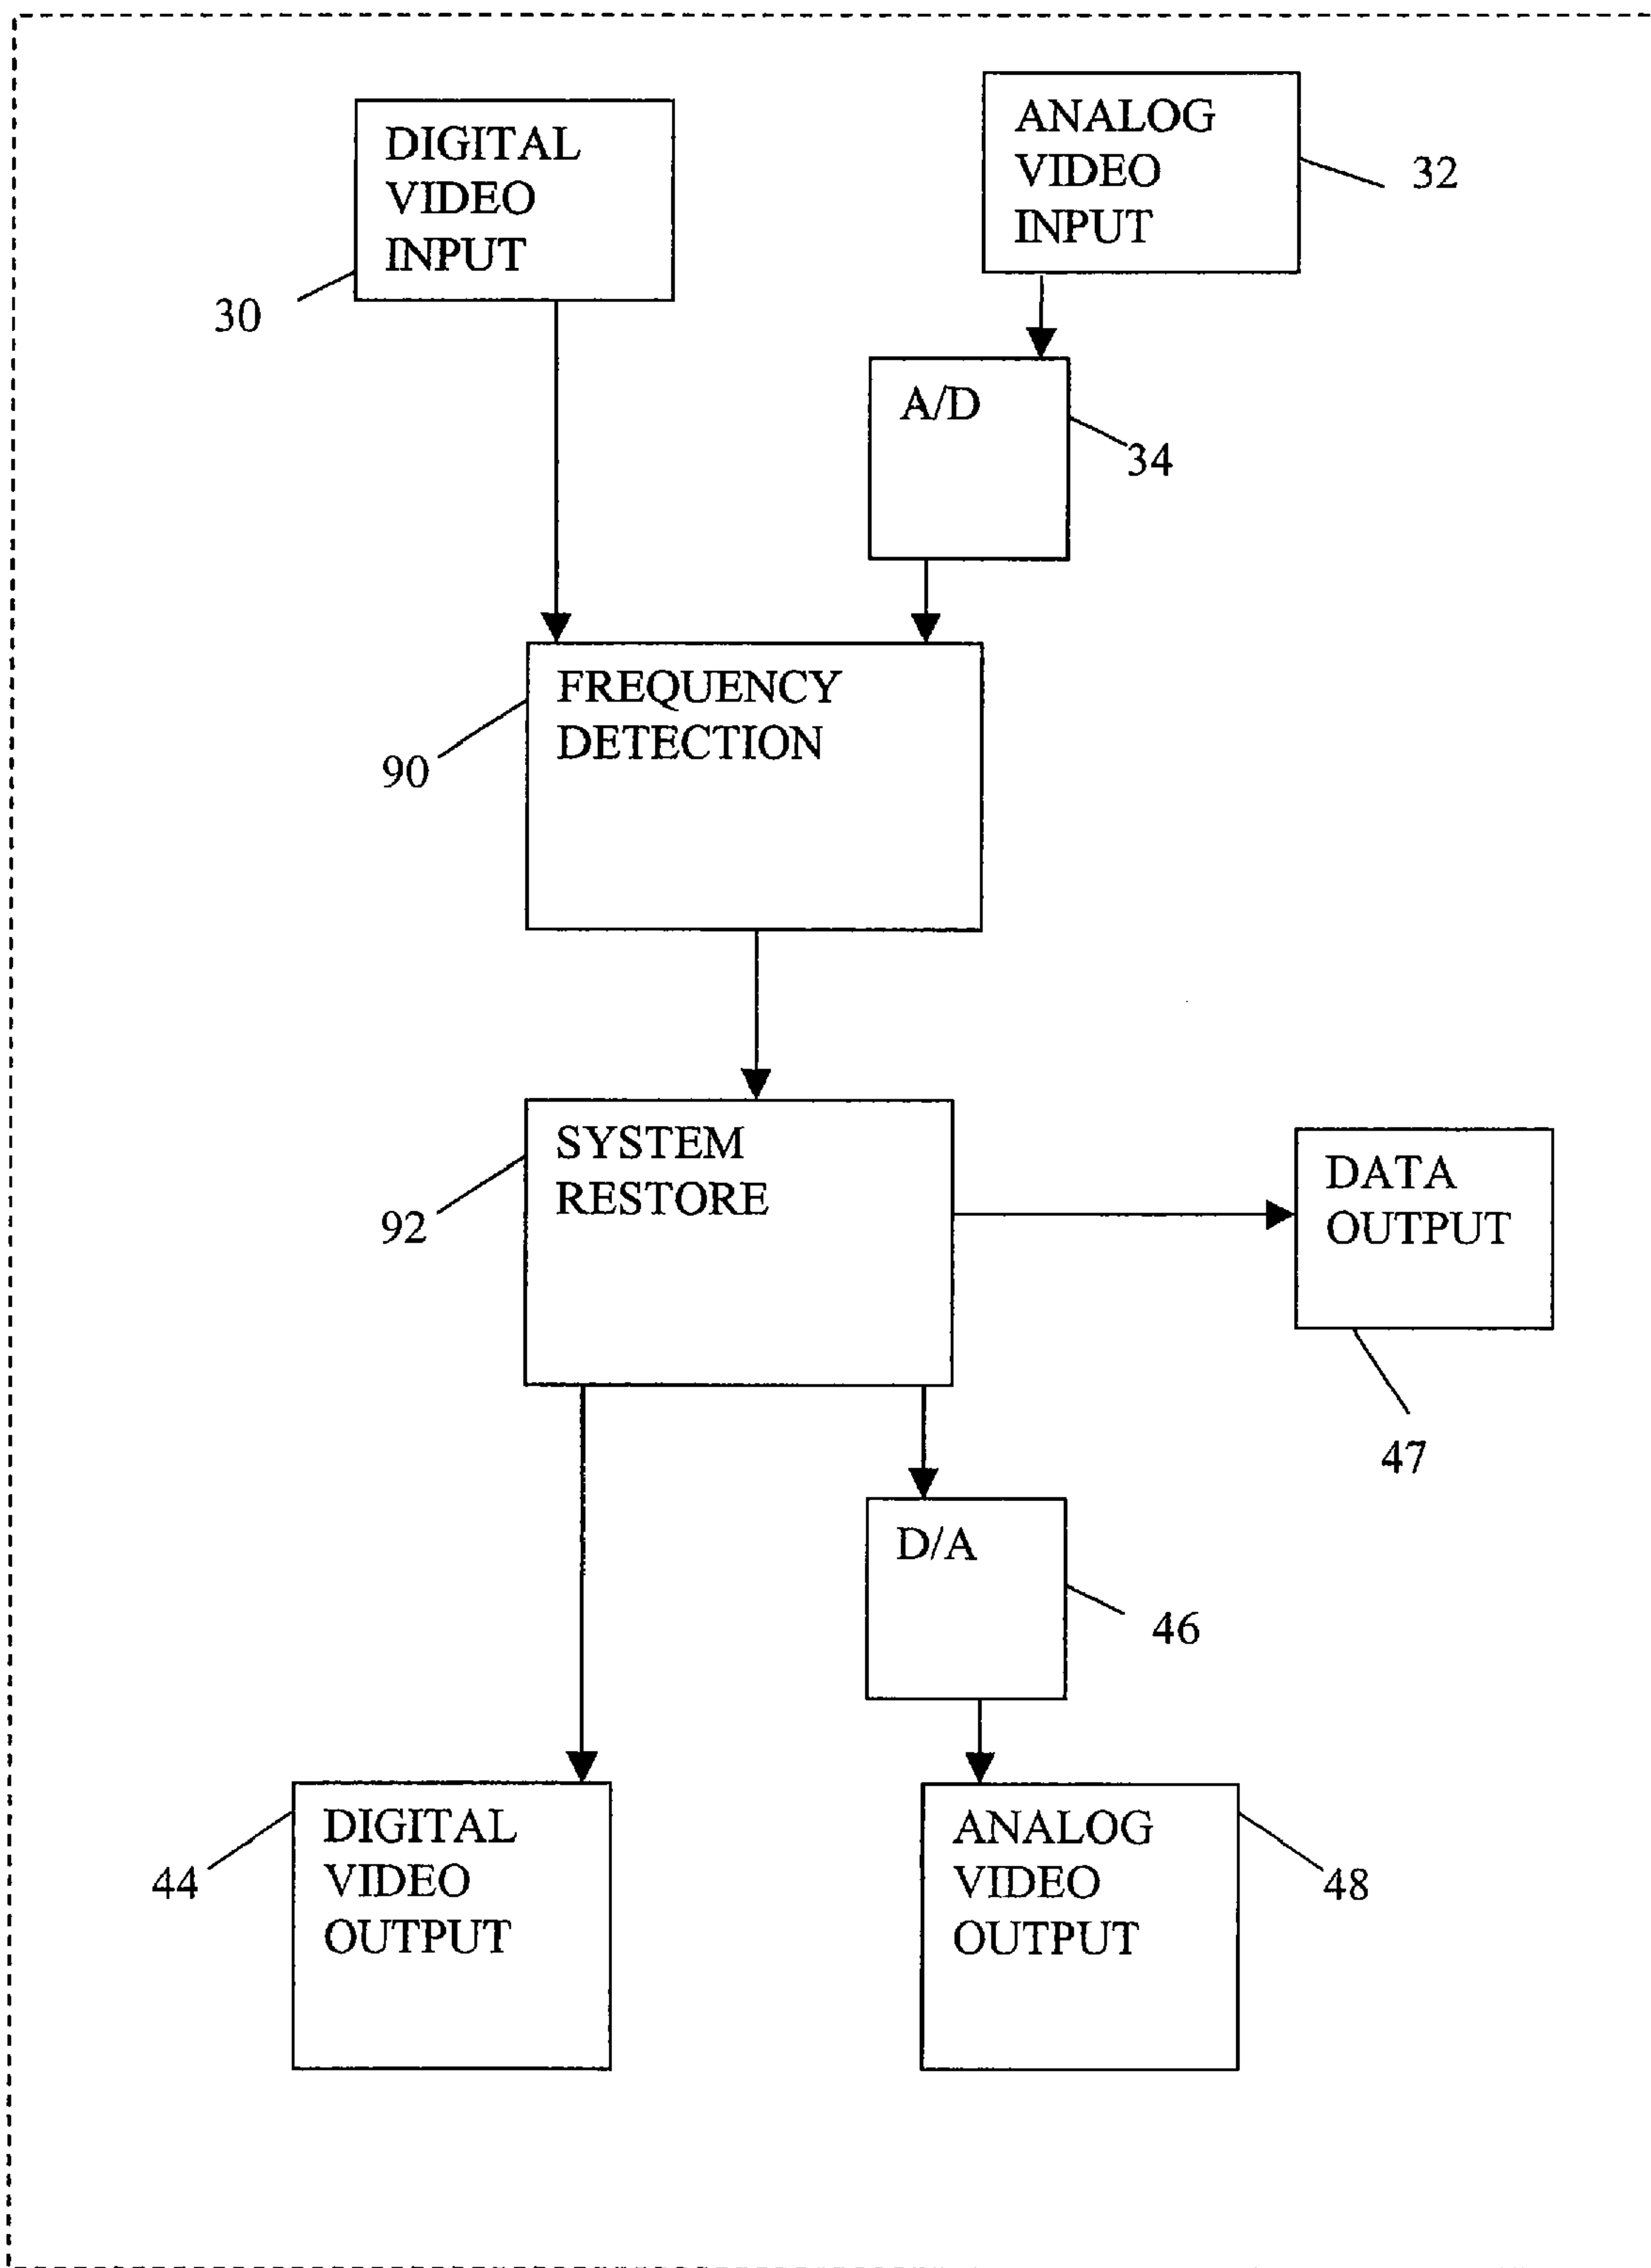 DIGITAL
VIDEO
INPUT
30
ANALOG
VIDEO
INPUT
32
A/D
34
FREQUENCY
DETECTION
90
SYSTEM
RESTORE
92
DATA
OUTPUT
47
D/A
46
DIGITAL
VIDEO
OUTPUT
44
ANALOG
VIDEO
OUTPUT
48